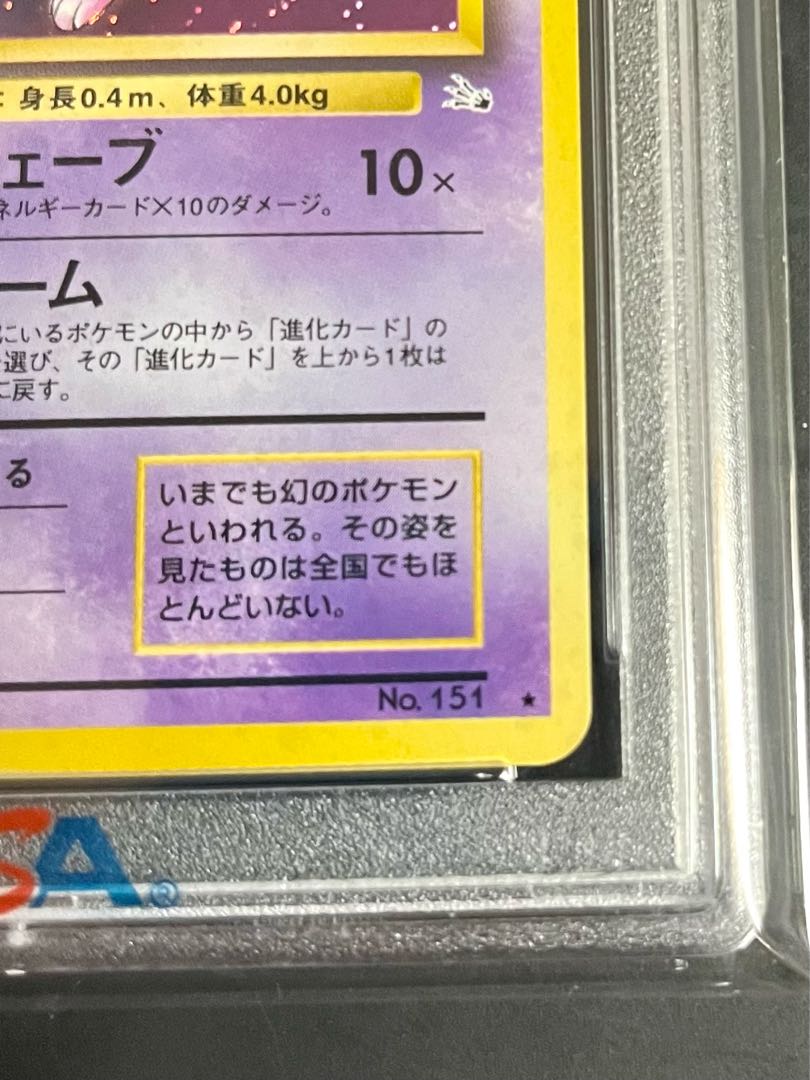 : 身長0.4m、体重4.0kg
ェーブ 10×
ネルギーカード×10のダメージ。
ーム
にいるポケモンの中から「進化カード」の
選び、その「進化カード」を上から1枚は
に戻す。
る
いまでも幻のポケモン
といわれる。その姿を
見たものは全国でもほ
とんどいない。
No. 151 ★
SA®